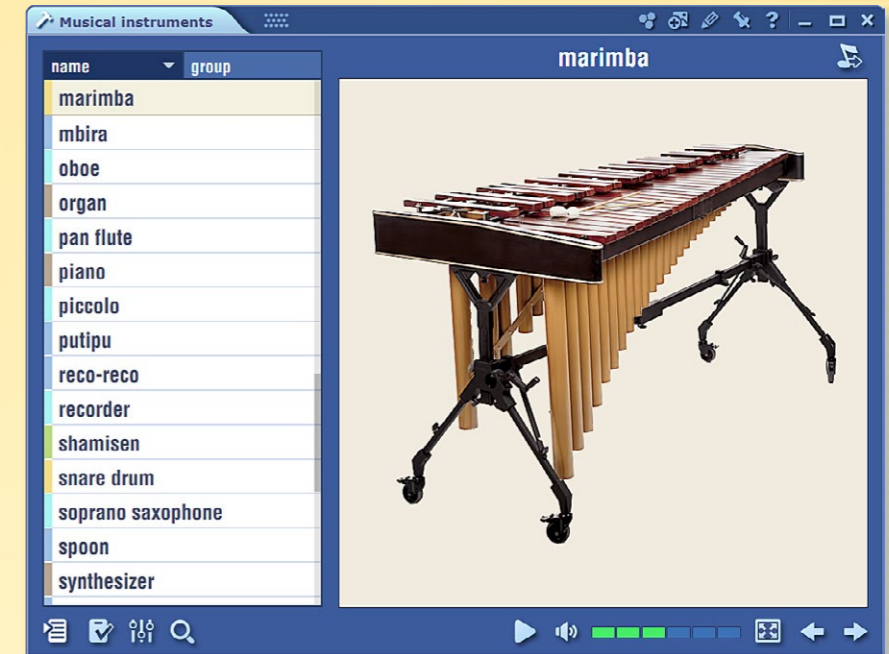 Musical instruments
?
name group
marimba
marimba
mbira
oboe
organ
pan flute
piano
piccolo
putipu
reco-reco
recorder
shamisen
snare drum
soprano saxophone
spoon
synthesizer